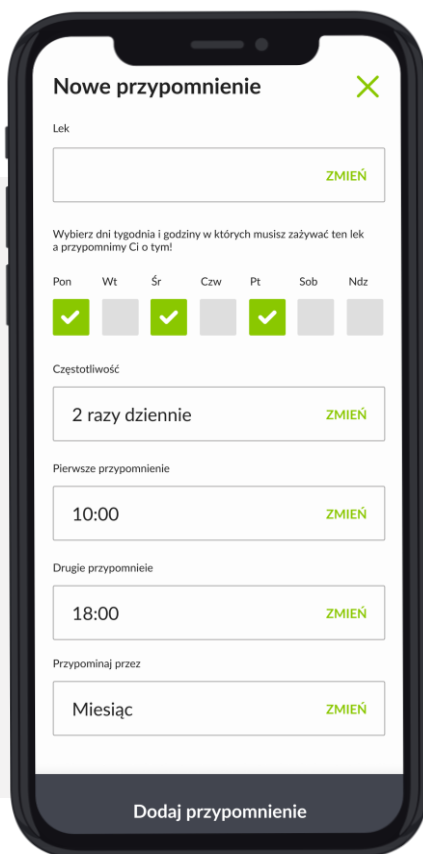 Nowe przypomnienie
Lek
ZMIEŃ
Wybierz dni tygodnia i godziny w których musisz zażywać ten lek
a przypomnimy Ci o tym!
Pon Wt Śr Czw Pt Sob Ndz
Częstotliwość
2 razy dziennie ZMIEŃ
Pierwsze przypomnienie
10:00 ZMIEŃ
Drugie przypomnieie
18:00 ZMIEŃ
Przypominaj przez
Miesiąc ZMIEŃ
Dodaj przypomnienie